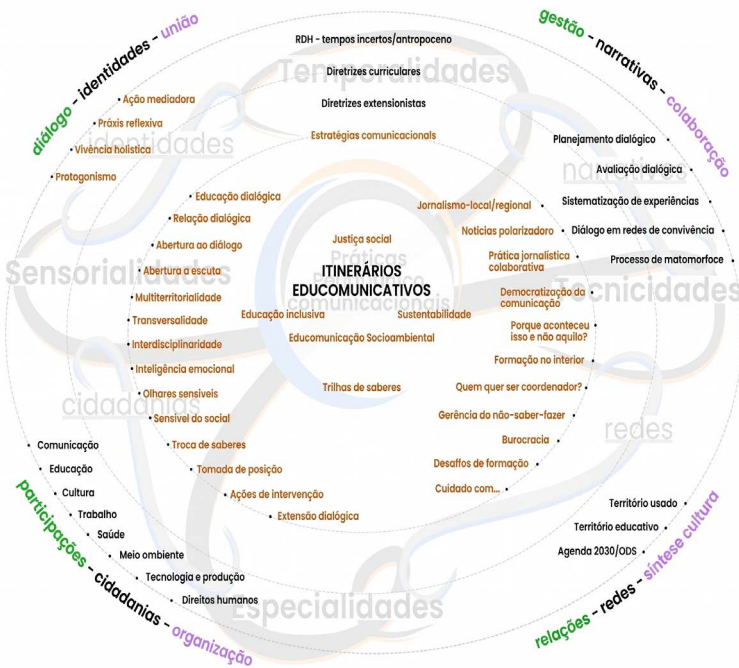 diálogo - identidades - união
gestão - narrativas - colaboração
RDH - tempos incertos/antropoceno
Temporalidades
Diretrizes curriculares
Diretrizes extensionistas
Estratégias comunicacionals
• Ação mediadora
• Práxis reflexiva
identidades
• Vivência holística
• Protogonismo
Planejamento dialógico •
narrativas
Avaliação dialógica •
Sistematização de experiências •
Diálogo em redes de convivência •
Processo de matomorfoce •
• Educação dialógica
• Relação dialógica
• Abertura ao diálogo
• Abertura a escuta
• Multiterritorialidade
• Transversalidade
• Interdisciplinaridade
• Inteligência emocional
• Olhares sensiveis
• Sensível do social
• Troca de saberes
• Tomada de posição
• Ações de intervenção
• Extensão dialógica
Sensorialidades
Justiça social
Práticas
ITINERÁRIOS
EDUCOMUNICATIVOS
comunicacionais
Educação inclusiva
Sustentabilidade
Educomunicação Socioambiental
Trilhas de saberes
Jornalismo-local/regional •
Noticias polarizadoro •
Prática jornalística
colaborativa •
Tecnicidades
Democratização da
comunicação •
Porque aconteceu
isso e não aquilo? •
Formação no interior •
Quem quer ser coordenador? •
Gerência do não-saber-fazer •
Burocracia •
Desaffos de formação •
Cuidado com... •
cidadanias
redes
• Comunicação
• Educação
• Cultura
• Trabalho
• Saúde
• Meio ombiente
• Tecnologia e produção
• Direitos humanos
Território usado •
Território educativo •
Agenda 2030/ODS •
Especialidades
participações - cidadanias - organização
relações - redes - síntese cultura